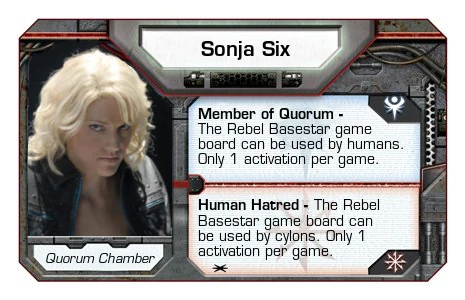 Sonja Six
Member of Quorum -
The Rebel Basestar game
board can be used by humans.
Only 1 activation per game.
Human Hatred - The Rebel
Basestar game board can
be used by cylons. Only 1
activation per game.
Quorum Chamber